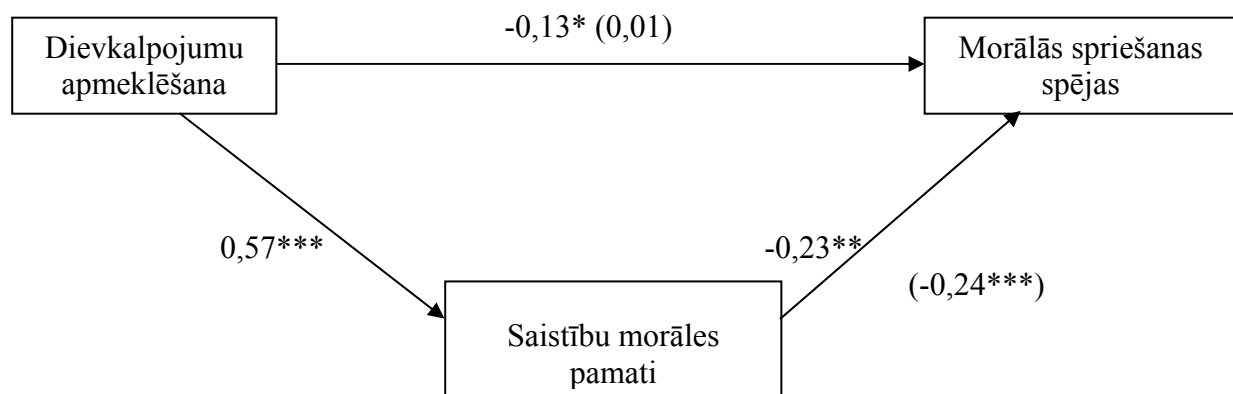 -0,13* (0,01)
Dievkalpojumu
apmeklēšana
Morālās spriešanas
spējas
0,57***
-0,23**
(-0,24***)
Saistību morāles
pamati